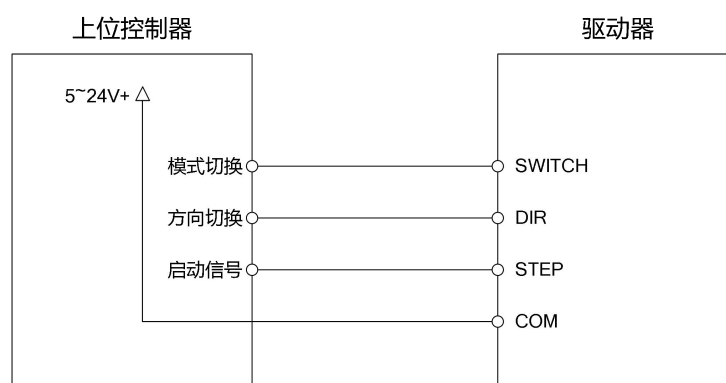 上位控制器
驱动器
5~24V+
模式切换
SWITCH
方向切换
DIR
启动信号
STEP
COM